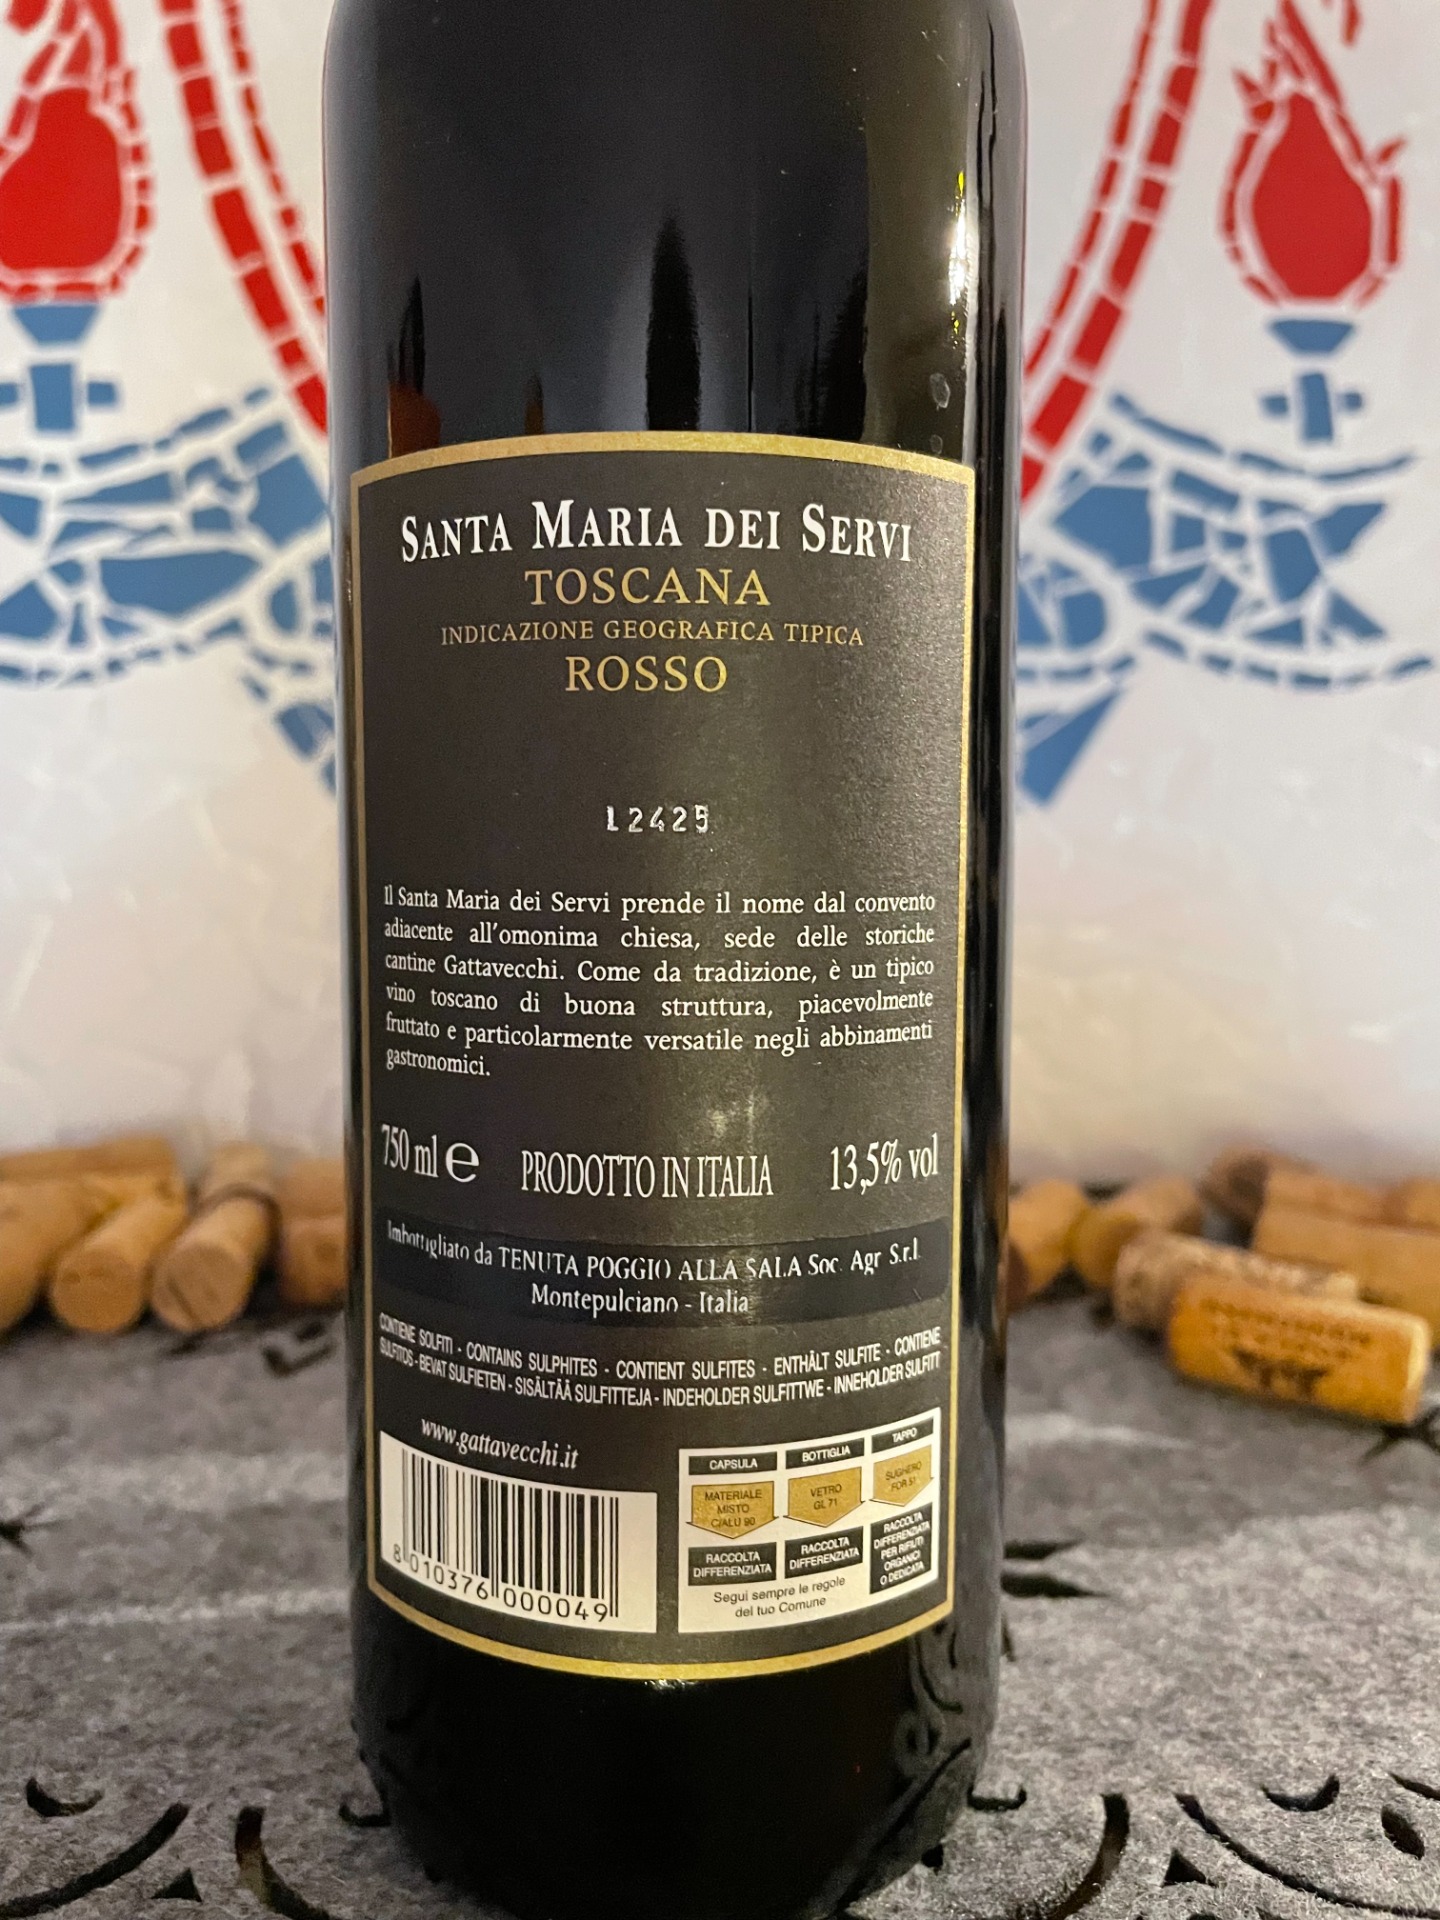 SANTA MARIA DEI SERVI
TOSCANA
INDICAZIONE GEOGRAFICA TIPICA
ROSSO
L2425
Il Santa Maria dei Servi prende il nome dal convento
adiacente all'omonima chiesa, sede delle storiche
cantine Gattavecchi. Come da tradizione, è un tipico
vino toscano di buona struttura, piacevolmente
fruttato e particolarmente versatile negli abbinamenti
gastronomici.
750 ml ℮ PRODOTTO IN ITALIA 13,5% vol
Imbottigliato da TENUTA POGGIO ALLA SALA Soc. Agr S.r.l.
Montepulciano - Italia
CONTIENE SOLFITI - CONTAINS SULPHITES - CONTIENT SULFITES - ENTHÄLT SULFITE - CONTIENE
SULFITOS - BEVAT SULFIETEN - SISÄLTÄÄ SULFITTEJA - INDEHOLDER SULFITTWE - INNEHOLDER SULFITT
www.gattavecchi.it
8 010376 000049
CAPSULA
MATERIALE
MISTO
C/ALU 90
RACCOLTA
DIFFERENZIATA
BOTTIGLIA
VETRO
GL 71
RACCOLTA
DIFFERENZIATA
TAPPO
SUGHERO
FOR 51
RACCOLTA
DIFFERENZIATA
PER RIFIUTI
ORGANICI
O DEDICATA
Segui sempre le regole
del tuo Comune